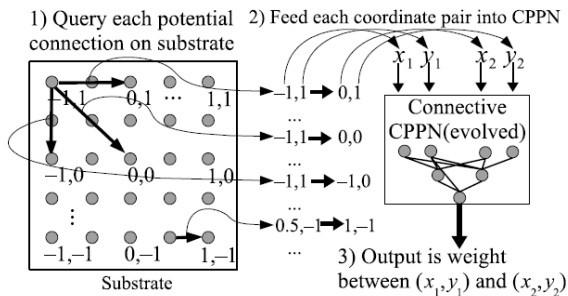 1) Query each potential
connection on substrate
2) Feed each coordinate pair into CPPN
–1,1 0,1 ... 1,1
–1,0 0,0 1,0
...
–1,–1 0,–1 1,–1
Substrate
–1,1 0,1
...
–1,1 0,0
...
–1,1 –1,0
...
0.5,–1 1,–1
...
x1 y1 x2 y2
Connective
CPPN(evolved)
3) Output is weight
between (x1,y1) and (x2,y2)